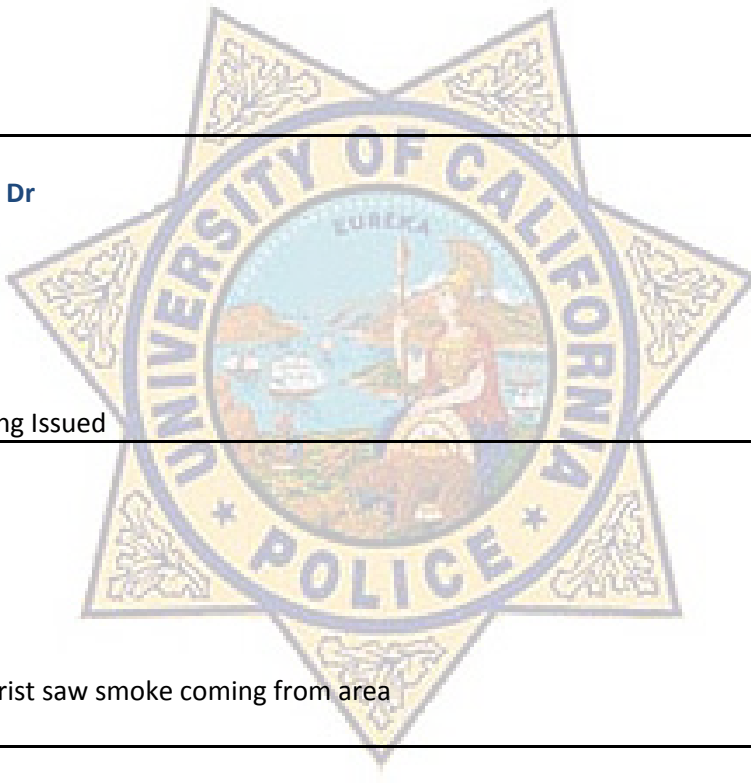 Dr
UNIVERSITY OF CALIFORNIA
EUREKA
ng Issued
POLICE
rist saw smoke coming from area